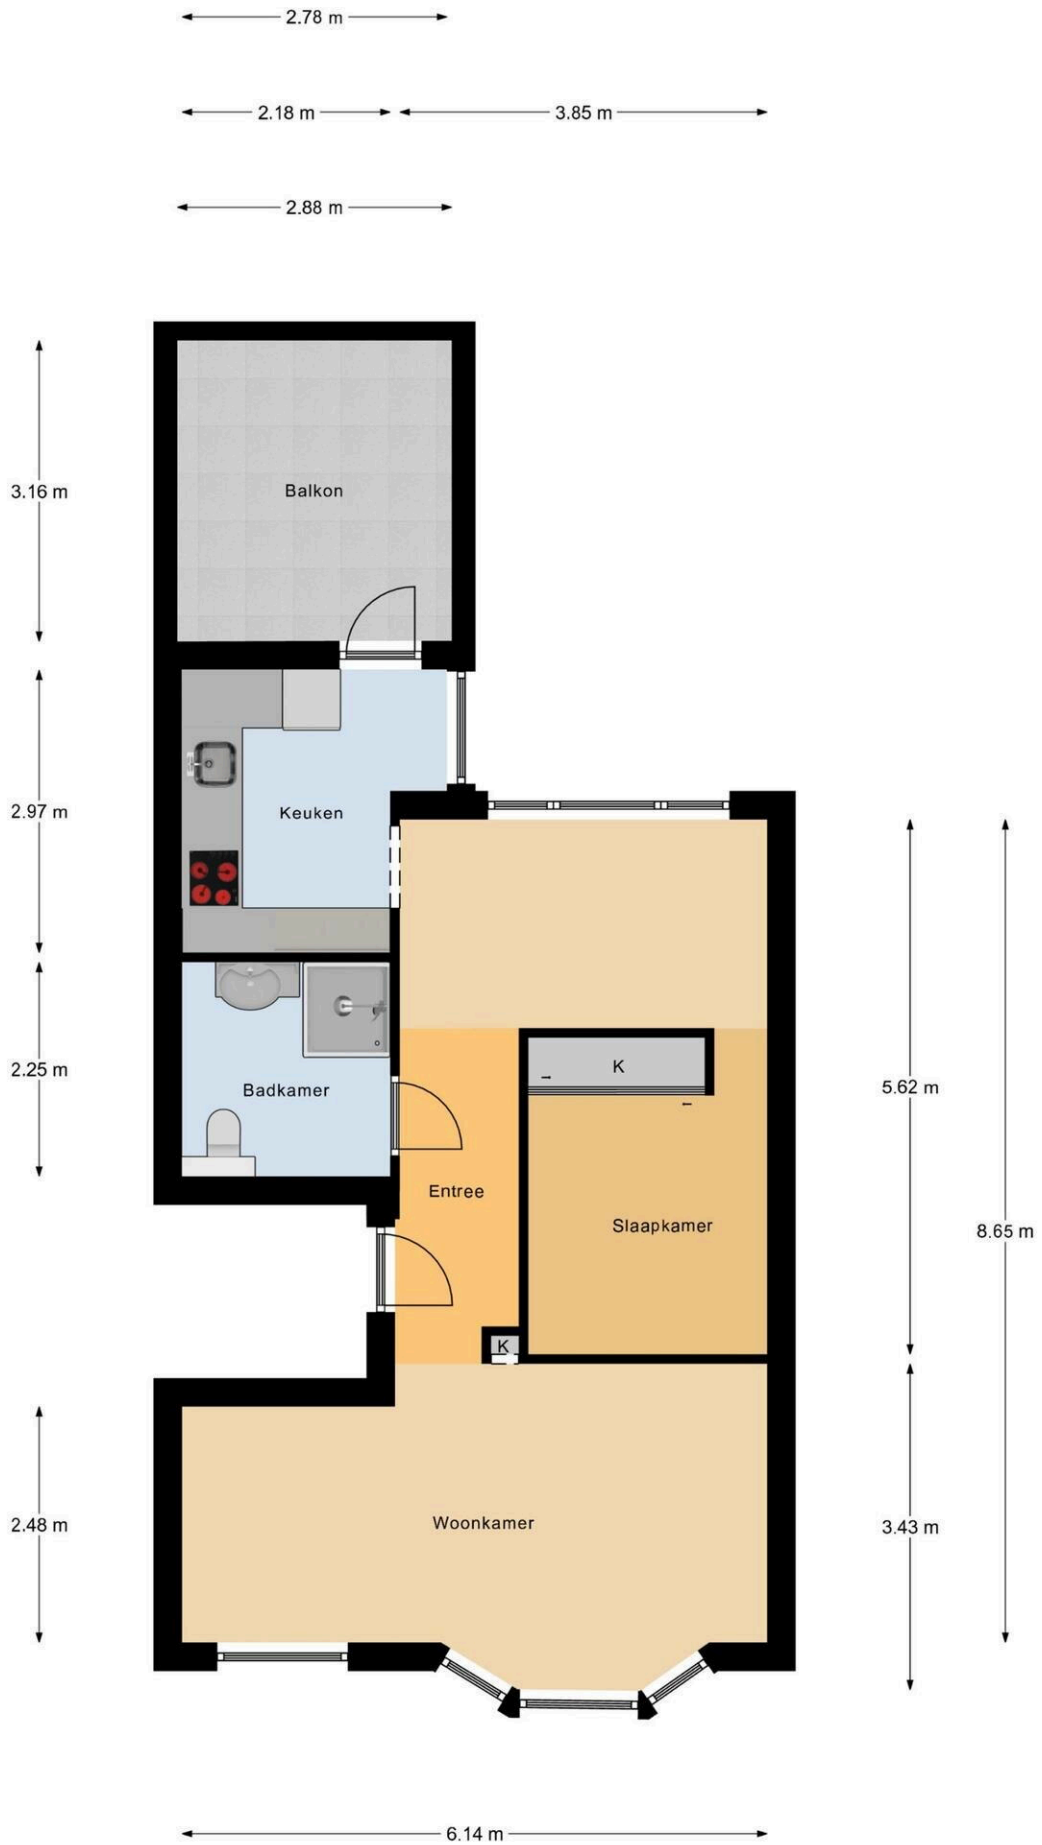 2.78 m
2.18 m
3.85 m
2.88 m
3.16 m
Balkon
2.97 m
Keuken
2.25 m
Badkamer
K
5.62 m
Entree
Slaapkamer
8.65 m
K
2.48 m
Woonkamer
3.43 m
6.14 m